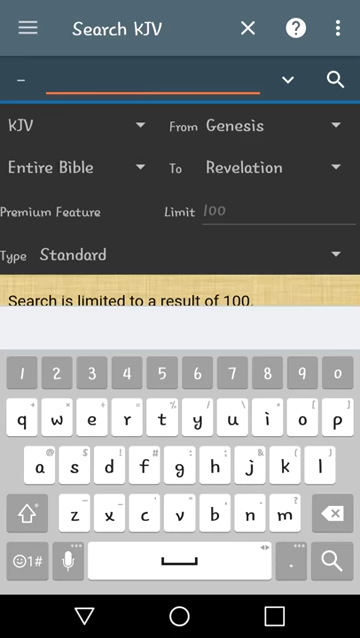 Search KJV
KJV From Genesis
Entire Bible To Revelation
Premium Feature Limit 100
Type Standard
Search is limited to a result of 100.
1 2 3 4 5 6 7 8 9 0
q w e r t y u i o p
a s d f g h j k l
z x c v b n m
1# .